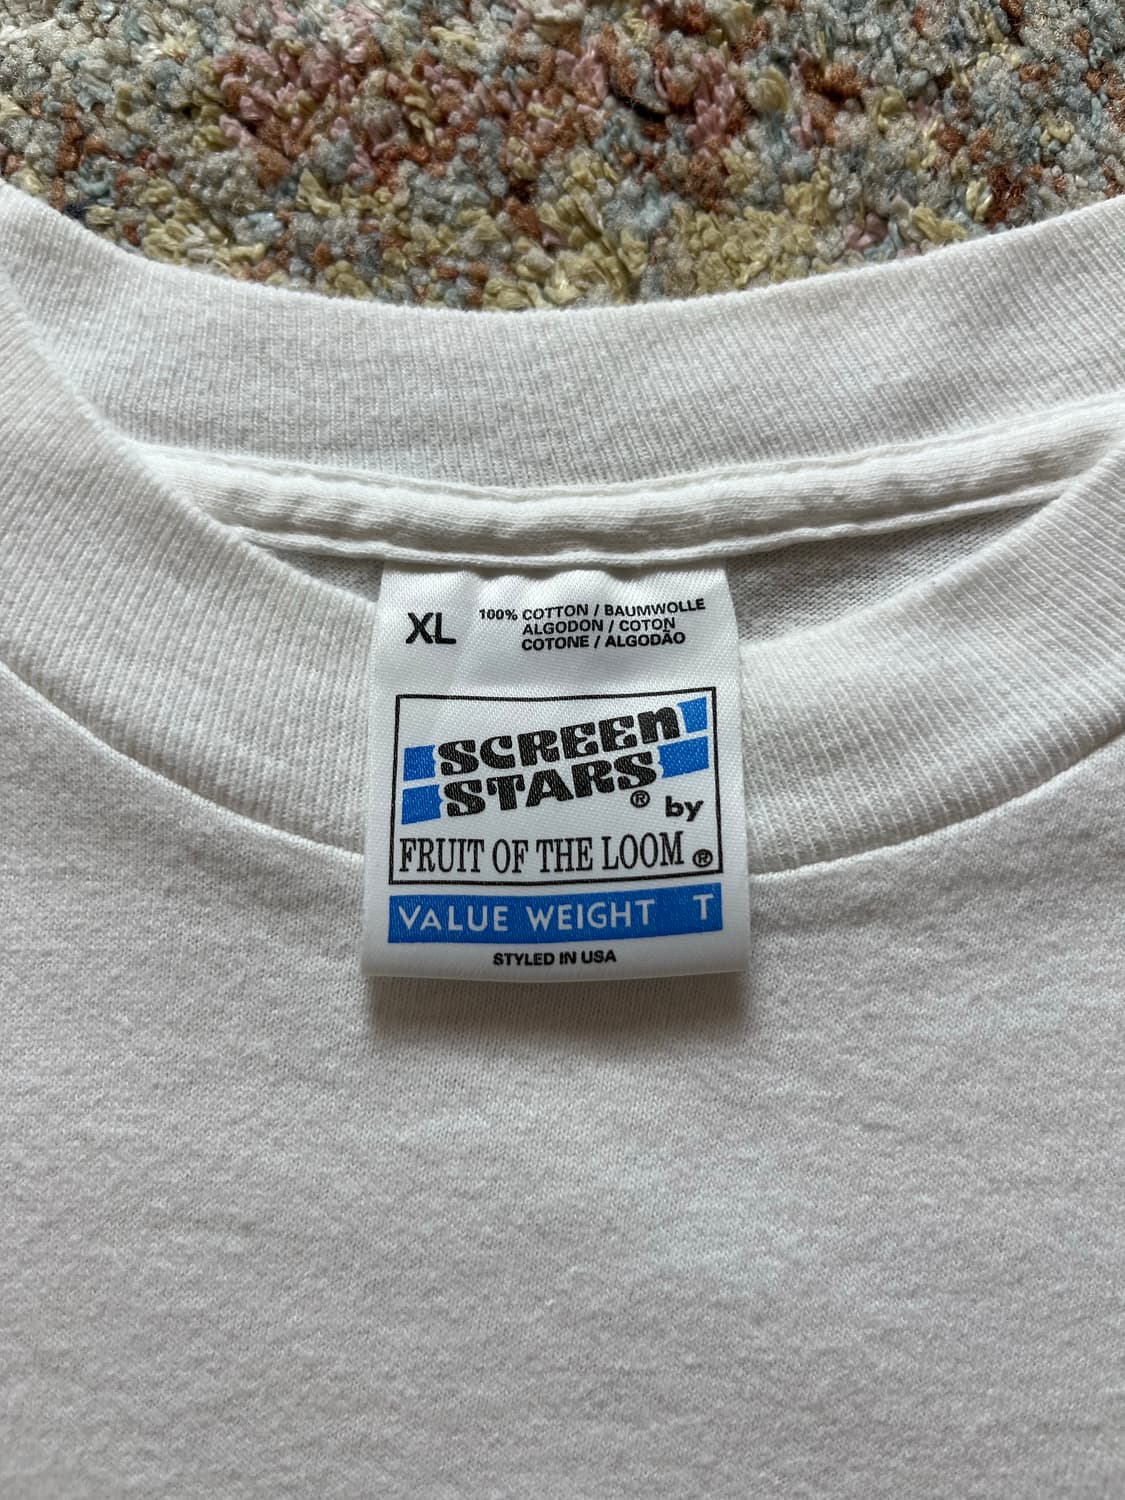 XL
100% COTTON / BAUMWOLLE
ALGODON / COTON
COTONE / ALGODÃO
SCREEN
STARS® by
FRUIT OF THE LOOM®
VALUE WEIGHT T
STYLED IN USA